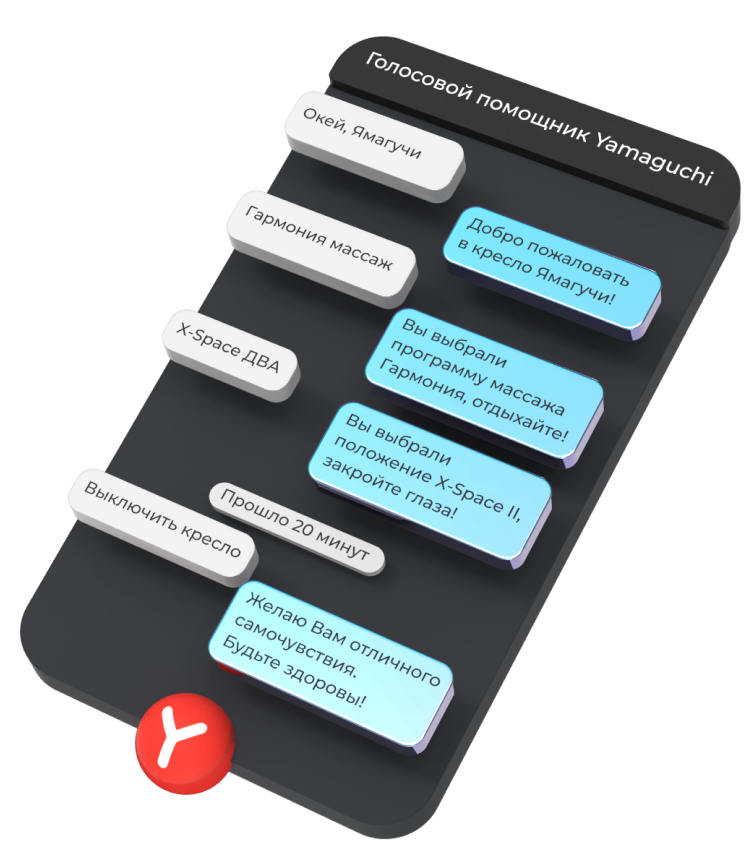 Голосовой помощник Yamaguchi
Окей, Ямагучи
Добро пожаловать
в кресло Ямагучи!
Гармония массаж
Вы выбрали
программу массажа
Гармония, отдыхайте!
X-Space ДВА
Вы выбрали
положение X-Space II,
закройте глаза!
Прошло 20 минут
Выключить кресло
Желаю Вам отличного
самочувствия.
Будьте здоровы!
Y